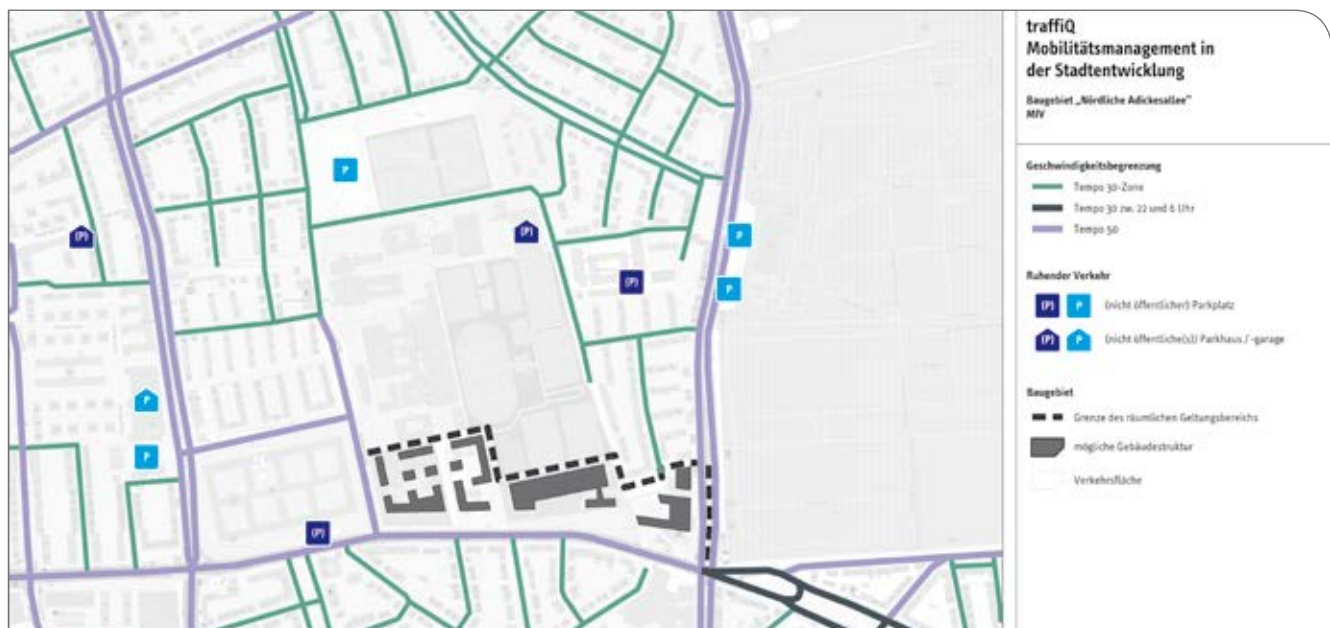 traffiQ
Mobilitätsmanagement in
der Stadtentwicklung
Baugebiet „Nördliche Adickesallee“
MIV
Geschwindigkeitsbegrenzung
Tempo 30-Zone
Tempo 30 zw. 22 und 6 Uhr
Tempo 50
Ruhender Verkehr
(P) P (nicht öffentlicher) Parkplatz
(P) P (nicht öffentliche(s)) Parkhaus / -garage
Baugebiet
Grenze des räumlichen Geltungsbereichs
mögliche Gebäudestruktur
Verkehrsfläche
P
(P)
(P)
P
(P)
P
P
P
(P)